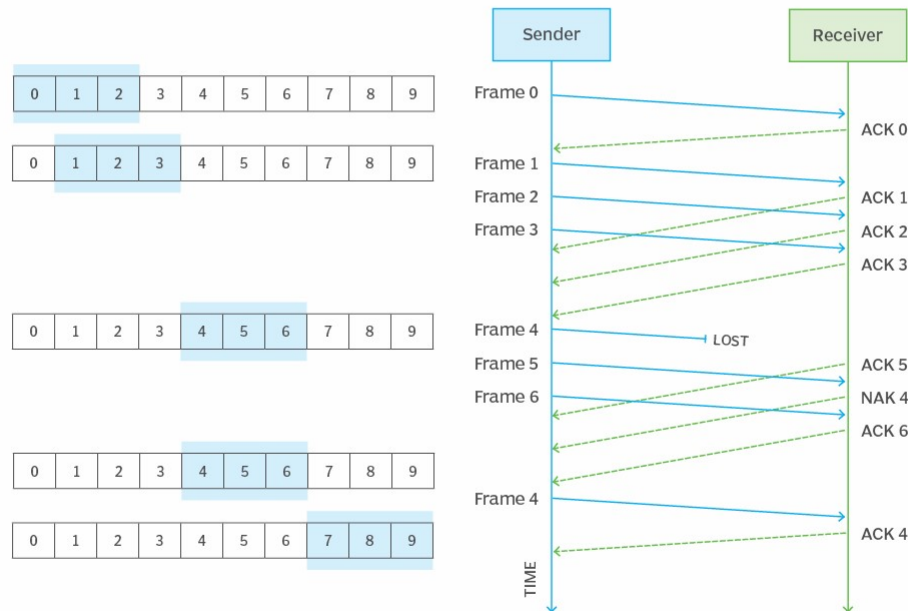 Sender
Receiver
0 1 2 3 4 5 6 7 8 9
0 1 2 3 4 5 6 7 8 9
0 1 2 3 4 5 6 7 8 9
0 1 2 3 4 5 6 7 8 9
0 1 2 3 4 5 6 7 8 9
Frame 0
ACK 0
Frame 1
ACK 1
Frame 2
ACK 2
Frame 3
ACK 3
Frame 4
LOST
Frame 5
ACK 5
Frame 6
NAK 4
ACK 6
Frame 4
ACK 4
TIME